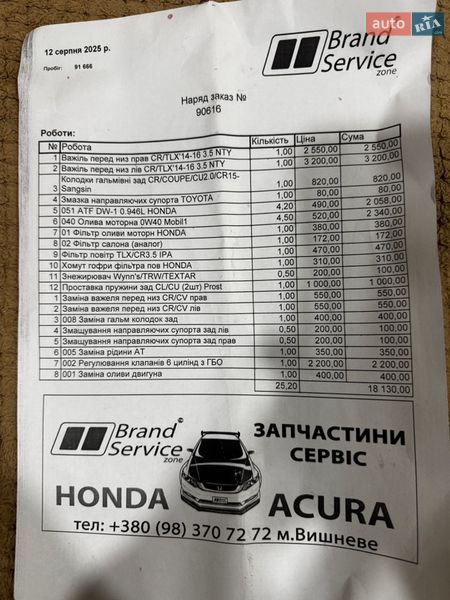 auto RIA.com
12 серпня 2025 р.
Brand Service zone
Пробіг: 91 666
Наряд заказ №
90616
Роботи:
№ Робота Кількість Ціна Сума
1 Важіль перед низ прав CR/TLX'14-16 3.5 NTY 1,00 2 550,00 2 550,00
2 Важіль перед низ лів CR/TLX'14-16 3.5 NTY 1,00 3 200,00 3 200,00
3 Колодки гальмівні зад CR/COUPE/CU2.0/CR15- Sangsin 1,00 820,00 820,00
4 Змазка направляючих супорта TOYOTA 1,00 80,00 80,00
5 051 ATF DW-1 0.946L HONDA 4,20 490,00 2 058,00
6 040 Олива моторна 0W40 Mobil1 4,50 520,00 2 340,00
7 01 Фільтр оливи моторн HONDA 1,00 380,00 380,00
8 02 Фільтр салона (аналог) 1,00 172,00 172,00
9 Фільтр повітр TLX/CR3.5 IPA 1,00 470,00 470,00
10 Хомут гофри фільтра пов HONDA 1,00 310,00 310,00
11 Знежирювач Wynn's/TRW/TEXTAR 0,50 200,00 100,00
12 Проставка пружини зад CL/CU (2шт) Prost 1,00 1 000,00 1 000,00
1 Заміна важеля перед низ CR/CV прав 1,00 550,00 550,00
2 Заміна важеля перед низ CR/CV лів 1,00 550,00 550,00
3 008 Заміна гальм колодок зад 1,00 400,00 400,00
4 Змащування направляючих супорта зад лів 0,50 200,00 100,00
5 Змащування направляючих супорта зад прав 0,50 200,00 100,00
6 005 Заміна рідини АТ 1,00 350,00 350,00
7 002 Регулювання клапанів 6 цилінд з ГБО 1,00 2 200,00 2 200,00
8 001 Заміна оливи двигуна 1,00 400,00 400,00
25,20 18 130,00
Brand Service zone
ЗАПЧАСТИНИ
СЕРВІС
HONDA ACURA
тел: +380 (98) 370 72 72 м.Вишневе